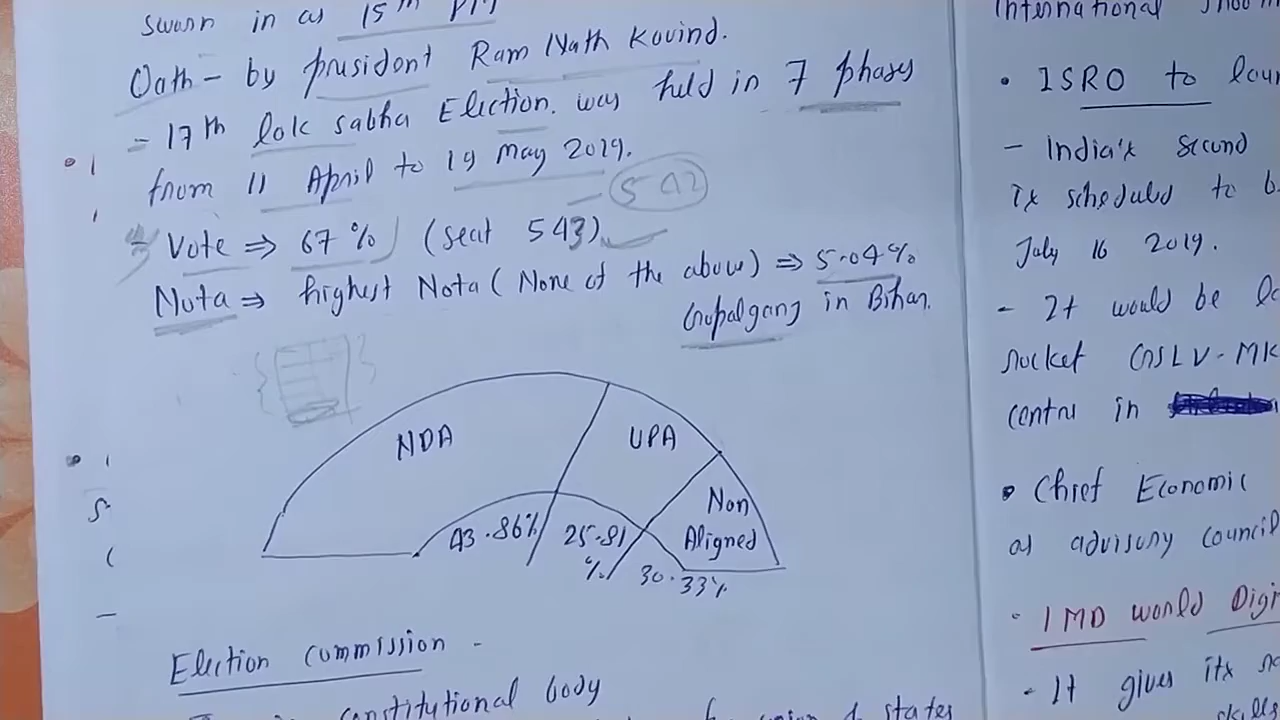 Sworn in as 15th PM
Oath - by president Ram Nath Kovind.
- 17th lok sabha Election. was held in 7 phases
from 11 April to 19 May 2019.
542
- Vote ⇒ 67% (seat 543)
Nota ⇒ highest Nota (None of the above) ⇒ 5.04%
Gopalganj in Bihar.
NDA
UPA
Non
Aligned
43.86%
25.81
%
30.33%
Election commission -
constitutional body
states
International
• ISRO to
- India's second
is scheduled to
July 16 2019.
- It would be
rocket GSLV-MK
centre in
• Chief Economic
as advisory council
• IMD world Digi
- It gives its
skills